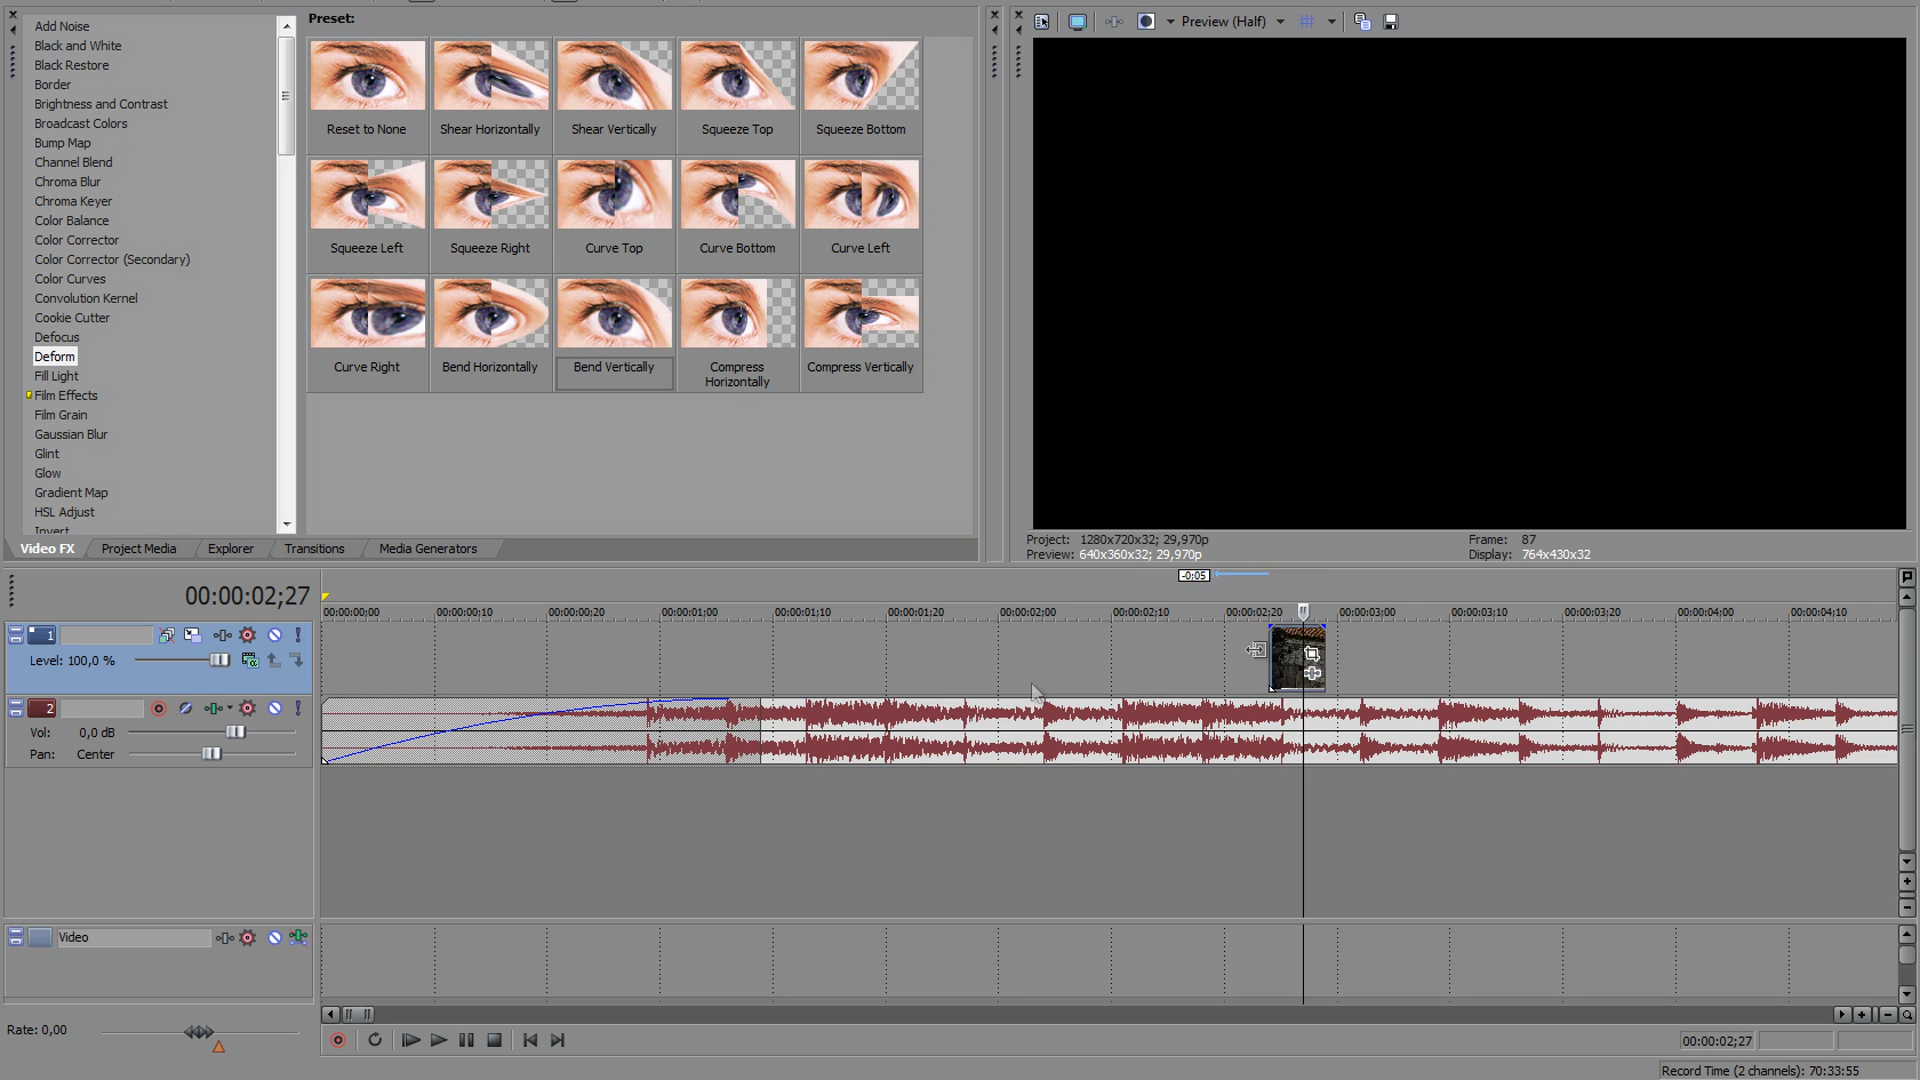 Preset:
Add Noise
Black and White
Black Restore
Border
Brightness and Contrast
Broadcast Colors
Bump Map
Channel Blend
Chroma Blur
Chroma Keyer
Color Balance
Color Corrector
Color Corrector (Secondary)
Color Curves
Convolution Kernel
Cookie Cutter
Defocus
Deform
Fill Light
Film Effects
Film Grain
Gaussian Blur
Glint
Glow
Gradient Map
HSL Adjust
Invert
Reset to None
Shear Horizontally
Shear Vertically
Squeeze Top
Squeeze Bottom
Squeeze Left
Squeeze Right
Curve Top
Curve Bottom
Curve Left
Curve Right
Bend Horizontally
Bend Vertically
Compress Horizontally
Compress Vertically
Video FX
Project Media
Explorer
Transitions
Media Generators
Preview (Half)
Project: 1280x720x32; 29,970p
Preview: 640x360x32; 29,970p
Frame: 87
Display: 764x430x32
00:00:02;27
-0:05
00:00:00;00
00:00:00;10
00:00:00;20
00:00:01;00
00:00:01;10
00:00:01;20
00:00:02;00
00:00:02;10
00:00:02;20
00:00:03;00
00:00:03;10
00:00:03;20
00:00:04;00
00:00:04;10
1
Level: 100,0 %
2
Vol: 0,0 dB
Pan: Center
Video
Rate: 0,00
00:00:02;27
Record Time (2 channels): 70:33:55